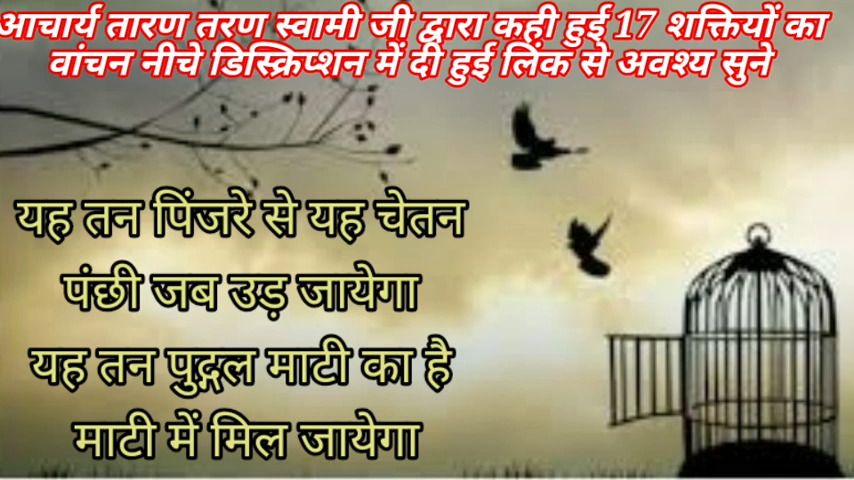 आचार्य तारण तरण स्वामी जी द्वारा कही हुई 17 शक्तियों का
वांचन नीचे डिस्क्रिप्शन में दी हुई लिंक से अवश्य सुने
यह तन पिंजरे से यह चेतन
पंछी जब उड़ जायेगा
यह तन पुद्गल माटी का है
माटी में मिल जायेगा